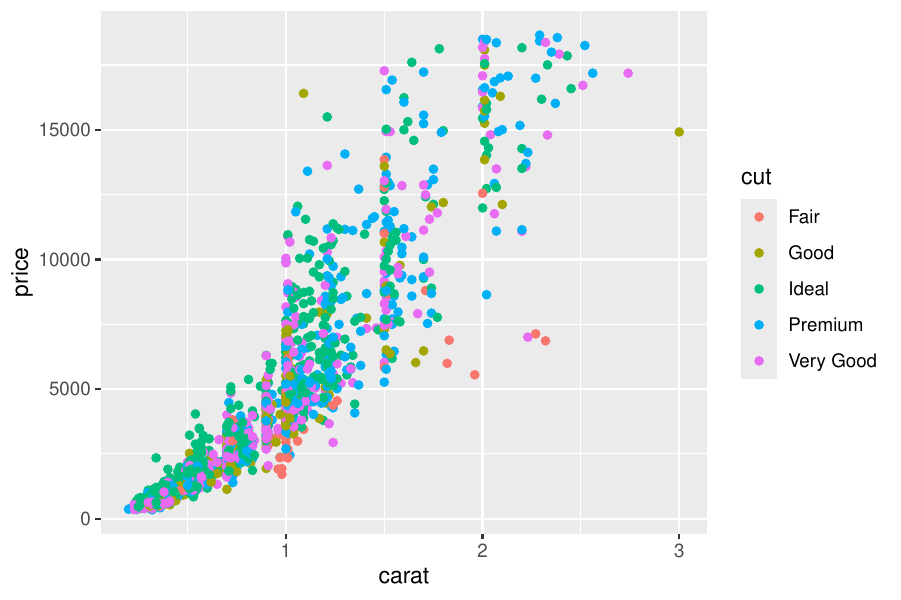 15000
10000
5000
0
1
2
3
carat
price
cut
Fair
Good
Ideal
Premium
Very Good